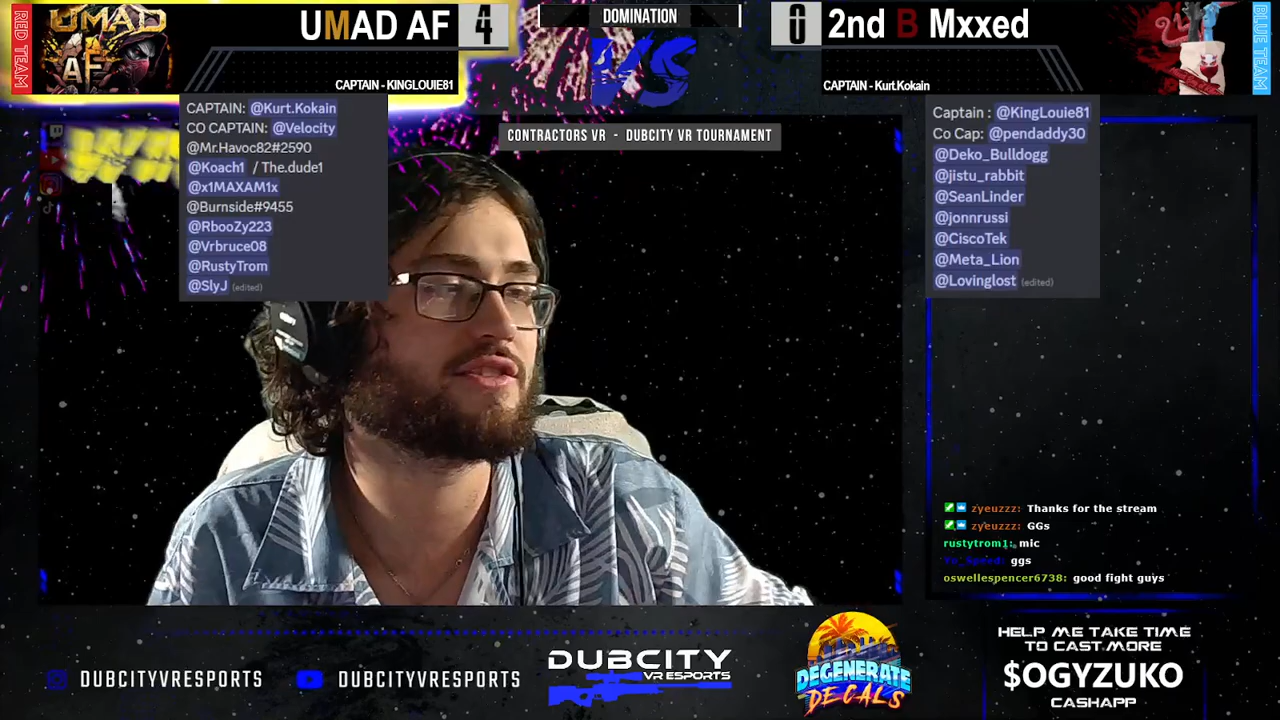 RED TEAM
UMAD
AF
UMAD AF
4
CAPTAIN - KINGLOUIE81
DOMINATION
VS
0
2nd B Mxxed
CAPTAIN - Kurt.Kokain
BLUE TEAM
CONTRACTORS VR - DUBCITY VR TOURNAMENT
CAPTAIN: @Kurt.Kokain
CO CAPTAIN: @Velocity
@Mr.Havoc82#2590
@Koach1 / The.dude1
@x1MAXAM1x
@Burnside#9455
@RbooZy223
@Vrbruce08
@RustyTrom
@SlyJ (edited)
Captain : @KingLouie81
Co Cap: @pendaddy30
@Deko_Bulldogg
@jistu_rabbit
@SeanLinder
@jonnrussi
@CiscoTek
@Meta_Lion
@Lovinglost (edited)
zyeuzzz: Thanks for the stream
zyeuzzz: GGs
rustytrom1: mic
ggs
oswellespencer6738: good fight guys
DUBCITYVRESPORTS
DUBCITYVRESPORTS
DUBCITY
VR ESPORTS
DEGENERATE
DECALS
HELP ME TAKE TIME
TO CAST MORE
$OGYZUKO
CASHAPP